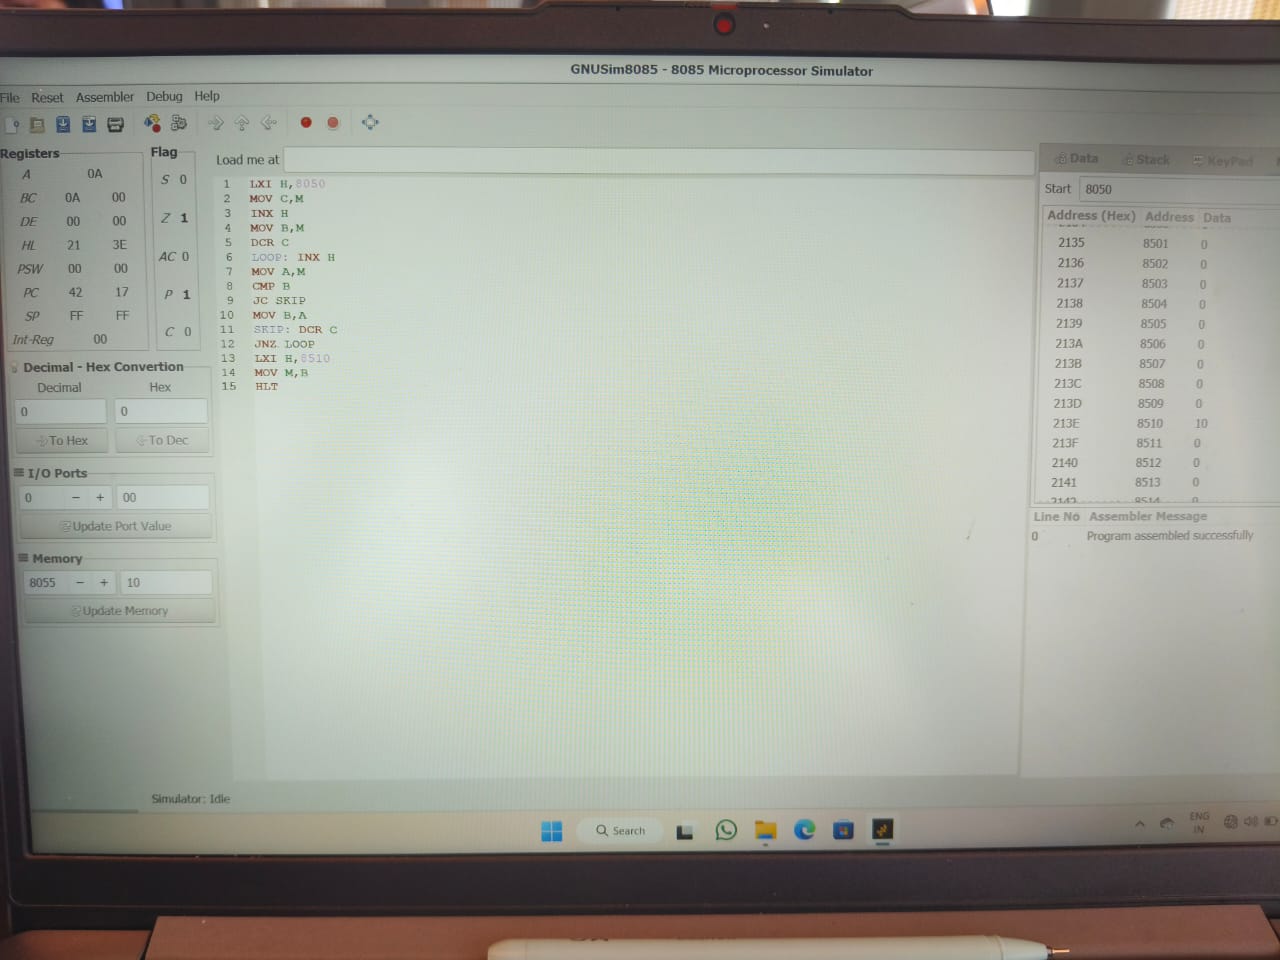 GNUSim8085 - 8085 Microprocessor Simulator
File Reset Assembler Debug Help
Registers
A 0A
BC 0A 00
DE 00 00
HL 21 3E
PSW 00 00
PC 42 17
SP FF FF
Int-Reg 00
Flag
S 0
Z 1
AC 0
P 1
C 0
Decimal - Hex Convertion
Decimal Hex
0 0
To Hex To Dec
I/O Ports
0 - + 00
Update Port Value
Memory
8055 - + 10
Update Memory
Load me at
1 LXI H,8050
2 MOV C,M
3 INX H
4 MOV B,M
5 DCR C
6 LOOP: INX H
7 MOV A,M
8 CMP B
9 JC SKIP
10 MOV B,A
11 SKIP: DCR C
12 JNZ LOOP
13 LXI H,8510
14 MOV M,B
15 HLT
Data Stack KeyPad
Start 8050
Address (Hex) Address Data
2135 8501 0
2136 8502 0
2137 8503 0
2138 8504 0
2139 8505 0
213A 8506 0
213B 8507 0
213C 8508 0
213D 8509 0
213E 8510 10
213F 8511 0
2140 8512 0
2141 8513 0
2142 8514 0
Line No Assembler Message
0 Program assembled successfully
Simulator: Idle
Search
ENG
IN